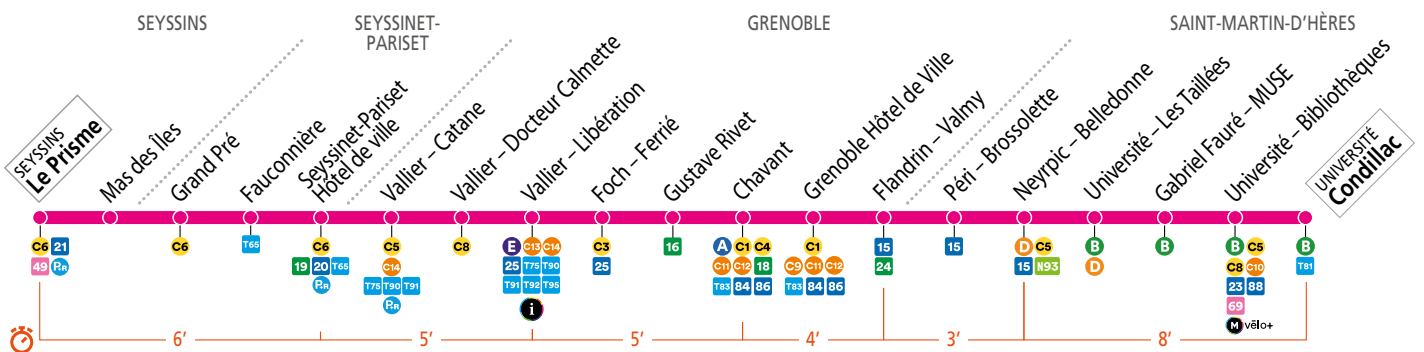 SEYSSINS
SEYSSINET-
PARISET
GRENOBLE
SAINT-MARTIN-D'HÈRES
SEYSSINS
Le Prisme
Mas des Îles
Grand Pré
Fauconnière
Seyssinet-Pariset
Hôtel de ville
Vallier – Catane
Vallier – Docteur Calmette
Vallier – Libération
Foch – Ferrié
Gustave Rivet
Chavant
Grenoble Hôtel de Ville
Flandrin – Valmy
Péri – Brossolette
Neyrpic – Belledonne
Université – Les Taillées
Gabriel Fauré – MUSE
Université – Bibliothèques
UNIVERSITÉ
Condillac
C6 21
49 P+R
C6
T65
C6
19 20 T65
P+R
C5
C14
T75 T90 T91
P+R
C8
E C13 C14
25 T75 T90
T91 T92 T95
i
C3
25
16
A C1 C4
C11 C12 18
T83 84 86
C1
C9 C11 C12
T83 84 86
15
24
15
D C5
15 N93
B
D
B
B C5
C8 C10
23 88
69
M vélo+
B
T81
6'
5'
5'
4'
3'
8'